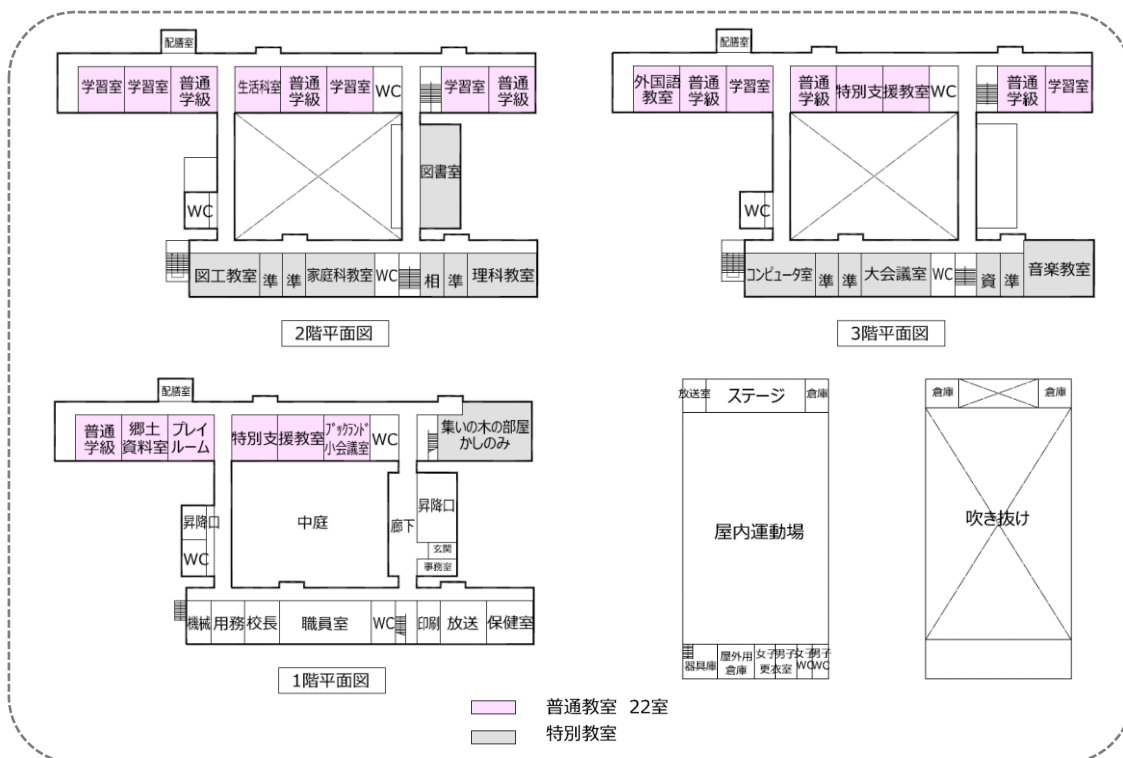 配膳室
学習室
学習室
普通
学級
生活科室
普通
学級
学習室
WC
学習室
普通
学級
図書室
WC
図工教室
準
準
家庭科教室
WC
相
準
理科教室
2階平面図
配膳室
外国語
教室
普通
学級
学習室
普通
学級
特別支援教室
WC
普通
学級
学習室
WC
コンピュータ室
準
準
大会議室
WC
資
準
音楽教室
3階平面図
配膳室
普通
学級
郷土
資料室
プレイ
ルーム
特別支援教室
ブックランド
小会議室
WC
集いの木の部屋
かしのみ
昇降口
WC
中庭
廊下
昇降口
玄関
事務室
機械
用務
校長
職員室
WC
印刷
放送
保健室
1階平面図
放送室
ステージ
倉庫
屋内運動場
器具庫
屋外用
倉庫
女子
男子
更衣室
女子
WC
男子
WC
倉庫
倉庫
吹き抜け
普通教室 22室
特別教室